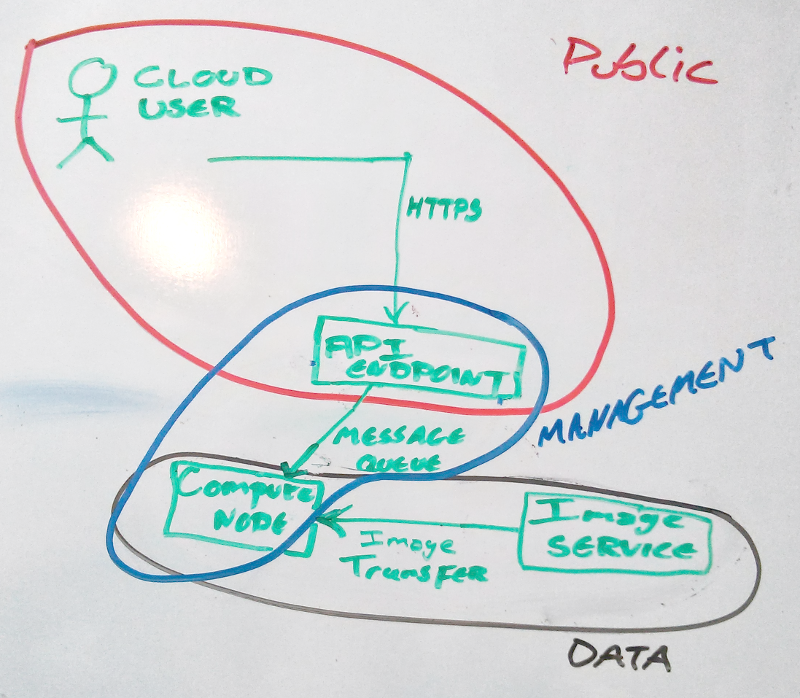 Public
CLOUD
USER
HTTPS
API
ENDPOINT
MANAGEMENT
MESSAGE
QUEUE
Compute
NODE
Image
SERVICE
Image
Transfer
DATA